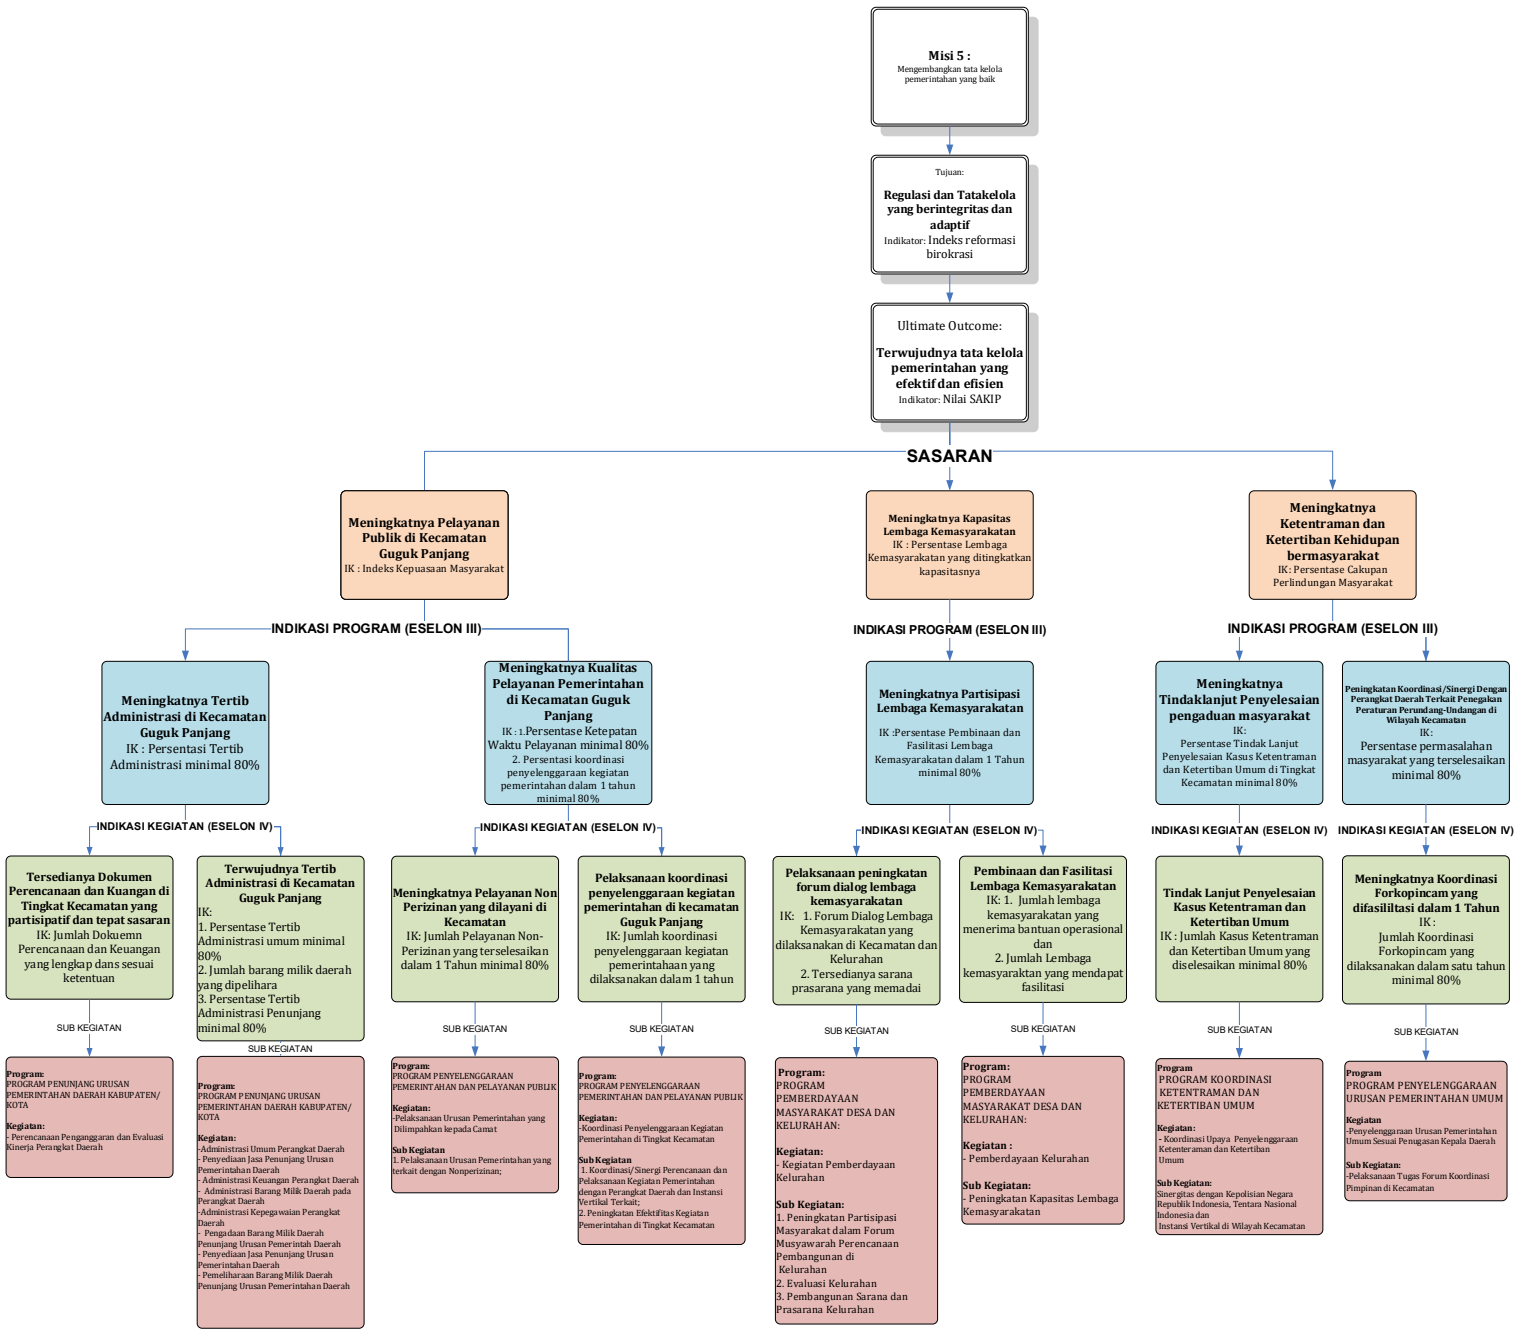 Misi 5 :
Mengembangkan tata kelola
pemerintahan yang baik
Tujuan:
Regulasi dan Tatakelola
yang berintegritas dan
adaptif
Indikator: Indeks reformasi
birokrasi
Ultimate Outcome:
Terwujudnya tata kelola
pemerintahan yang
efektif dan efisien
Indikator: Nilai SAKIP
SASARAN
Meningkatnya Pelayanan
Publik di Kecamatan
Guguk Panjang
IK : Indeks Kepuasaan Masyarakat
Meningkatnya Kapasitas
Lembaga Kemasyarakatan
IK : Persentase Lembaga
Kemasyarakatan yang ditingkatkan
kapasitasnya
Meningkatnya
Ketentraman dan
Ketertiban Kehidupan
bermasyarakat
IK: Persentase Cakupan
Perlindungan Masyarakat
INDIKASI PROGRAM (ESELON III)
INDIKASI PROGRAM (ESELON III)
INDIKASI PROGRAM (ESELON III)
Meningkatnya Tertib
Administrasi di Kecamatan
Guguk Panjang
IK : Persentasi Tertib
Administrasi minimal 80%
Meningkatnya Kualitas
Pelayanan Pemerintahan
di Kecamatan Guguk
Panjang
IK : 1.Persentase Ketepatan
Waktu Pelayanan minimal 80%
2. Persentasi koordinasi
penyelenggaraan kegiatan
pemerintahan dalam 1 tahun
minimal 80%
Meningkatnya Partisipasi
Lembaga Kemasyarakatan
IK :Persentase Pembinaan dan
Fasilitasi Lembaga
Kemasyarakatan dalam 1 Tahun
minimal 80%
Meningkatnya
Tindaklanjut Penyelesaian
pengaduan masyarakat
IK:
Persentase Tindak Lanjut
Penyelesaian Kasus Ketentraman
dan Ketertiban Umum di Tingkat
Kecamatan minimal 80%
Peningkatan Koordinasi/Sinergi Dengan
Perangkat Daerah Terkait Penegakan
Peraturan Perundang-Undangan di
Wilayah Kecamatan
IK:
Persentase permasalahan
masyarakat yang terselesaikan
minimal 80%
INDIKASI KEGIATAN (ESELON IV)
INDIKASI KEGIATAN (ESELON IV)
INDIKASI KEGIATAN (ESELON IV)
INDIKASI KEGIATAN (ESELON IV)
INDIKASI KEGIATAN (ESELON IV)
Tersedianya Dokumen
Perencanaan dan Kuangan di
Tingkat Kecamatan yang
partisipatif dan tepat sasaran
IK: Jumlah Dokuemn
Perencanaan dan Keuangan
yang lengkap dans sesuai
ketentuan
Terwujudnya Tertib
Administrasi di Kecamatan
Guguk Panjang
IK:
1. Persentase Tertib
Administrasi umum minimal
80%
2. Jumlah barang milik daerah
yang dipelihara
3. Persentase Tertib
Administrasi Penunjang
minimal 80%
Meningkatnya Pelayanan Non
Perizinan yang dilayani di
Kecamatan
IK: Jumlah Pelayanan Non-
Perizinan yang terselesaikan
dalam 1 Tahun minimal 80%
Pelaksanaan koordinasi
penyelenggaraan kegiatan
pemerintahan di kecamatan
Guguk Panjang
IK: Jumlah koordinasi
penyelenggaraan kegiatan
pemerintahaan yang
dilaksanakan dalam 1 tahun
Pelaksanaan peningkatan
forum dialog lembaga
kemasyarakatan
IK: 1. Forum Dialog Lembaga
Kemasyarakatan yang
dilaksanakan di Kecamatan dan
Kelurahan
2. Tersedianya sarana
prasarana yang memadai
Pembinaan dan Fasilitasi
Lembaga Kemasyarakatan
IK: 1. Jumlah lembaga
kemasyarakatan yang
menerima bantuan operasional
dan
2. Jumlah Lembaga
kemasyaraktan yang mendapat
fasilitasi
Tindak Lanjut Penyelesaian
Kasus Ketentraman dan
Ketertiban Umum
IK : Jumlah Kasus Ketentraman
dan Ketertiban Umum yang
diselesaikan minimal 80%
Meningkatnya Koordinasi
Forkopincam yang
difasililtasi dalam 1 Tahun
IK :
Jumlah Koordinasi
Forkopincam yang
dilaksanakan dalam satu tahun
minimal 80%
SUB KEGIATAN
SUB KEGIATAN
SUB KEGIATAN
SUB KEGIATAN
SUB KEGIATAN
SUB KEGIATAN
SUB KEGIATAN
SUB KEGIATAN
Program:
PROGRAM PENUNJANG URUSAN
PEMERINTAHAN DAERAH KABUPATEN/
KOTA
Kegiatan:
- Perencanaan Penganggaran dan Evaluasi
Kinerja Perangkat Daerah
Program:
PROGRAM PENUNJANG URUSAN
PEMERINTAHAN DAERAH KABUPATEN/
KOTA
Kegiatan:
-Administrasi Umum Perangkat Daerah
- Penyediaan Jasa Penunjang Urusan
Pemerintahan Daerah
- Administrasi Keuangan Perangkat Daerah
- Administrasi Barang Milik Daerah pada
Perangkat Daerah
-Administrasi Kepegawaian Perangkat
Daerah
- Pengadaan Barang Milik Daerah
Penunjang Urusan Pemerintah Daerah
- Penyediaan Jasa Penunjang Urusan
Pemerintahan Daerah
- Pemeliharaan Barang Milik Daerah
Penunjang Urusan Pemerintahan Daerah
Program:
PROGRAM PENYELENGGARAAN
PEMERINTAHAN DAN PELAYANAN PUBLIK
Kegiatan:
-Pelaksanaan Urusan Pemerintahan yang
Dilimpahkan kepada Camat
Sub Kegiatan
1. Pelaksanaan Urusan Pemerintahan yang
terkait dengan Nonperizinan;
Program:
PROGRAM PENYELENGGARAAN
PEMERINTAHAN DAN PELAYANAN PUBLIK
Kegiatan:
-Koordinasi Penyelenggaraan Kegiatan
Pemerintahan di Tingkat Kecamatan
Sub Kegiatan
1. Koordinasi/Sinergi Perencanaan dan
Pelaksanaan Kegiatan Pemerintahan
dengan Perangkat Daerah dan Instansi
Vertikal Terkait;
2. Peningkatan Efektifitas Kegiatan
Pemerintahan di Tingkat Kecamatan
Program:
PROGRAM
PEMBERDAYAAN
MASYARAKAT DESA DAN
KELURAHAN:
Kegiatan:
- Kegiatan Pemberdayaan
Kelurahan
Sub Kegiatan:
1. Peningkatan Partisipasi
Masyarakat dalam Forum
Musyawarah Perencanaan
Pembangunan di
Kelurahan
2. Evaluasi Kelurahan
3. Pembangunan Sarana dan
Prasarana Kelurahan
Program:
PROGRAM
PEMBERDAYAAN
MASYARAKAT DESA DAN
KELURAHAN:
Kegiatan :
- Pemberdayaan Kelurahan
Sub Kegiatan:
- Peningkatan Kapasitas Lembaga
Kemasyarakatan
Program
PROGRAM KOORDINASI
KETENTRAMAN DAN
KETERTIBAN UMUM
Kegiatan:
- Koordinasi Upaya Penyelenggaraan
Ketenteraman dan Ketertiban
Umum
Sub Kegiatan:
Sinergitas dengan Kepolisian Negara
Republik Indonesia, Tentara Nasional
Indonesia dan
Instansi Vertikal di Wilayah Kecamatan
Program
PROGRAM PENYELENGGARAAN
URUSAN PEMERINTAHAN UMUM
Kegiatan
-Penyelenggaraan Urusan Pemerintahan
Umum Sesuai Penugasan Kepala Daerah
Sub Kegiatan:
-Pelaksanaan Tugas Forum Koordinasi
Pimpinan di Kecamatan